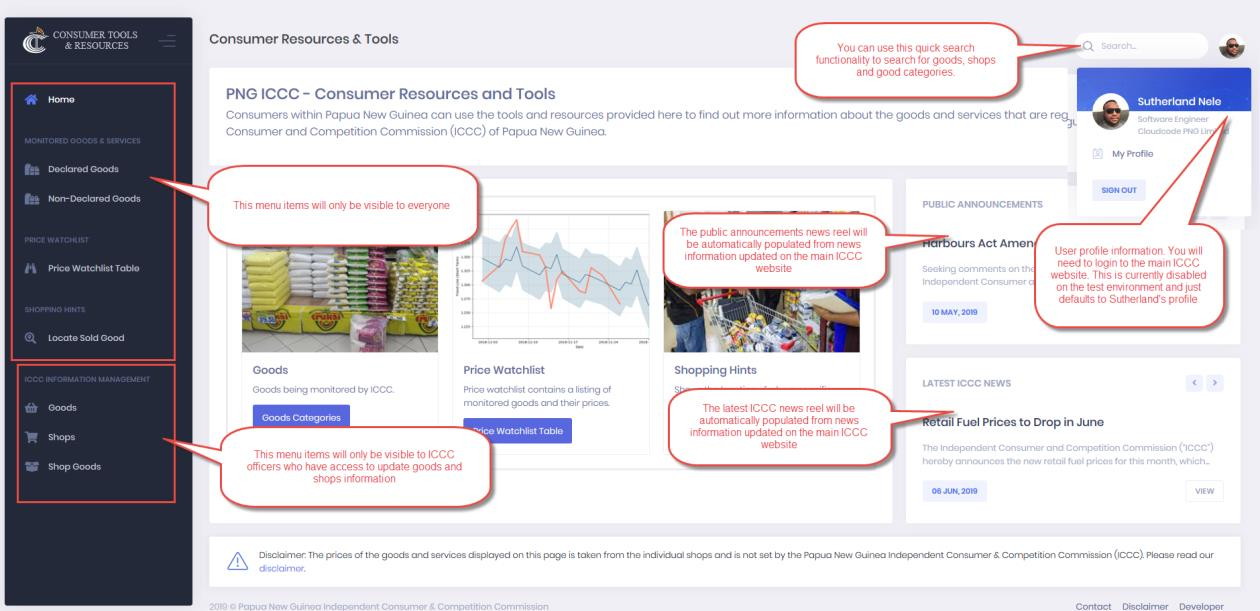 CONSUMER TOOLS
& RESOURCES
Home
MONITORED GOODS & SERVICES
Declared Goods
Non-Declared Goods
PRICE WATCHLIST
Price Watchlist Table
SHOPPING HINTS
Locate Sold Good
ICCC INFORMATION MANAGEMENT
Goods
Shops
Shop Goods
Consumer Resources & Tools
You can use this quick search
functionality to search for goods, shops
and good categories.
Search...
PNG ICCC - Consumer Resources and Tools
Consumers within Papua New Guinea can use the tools and resources provided here to find out more information about the goods and services that are reg
Consumer and Competition Commission (ICCC) of Papua New Guinea.
Sutherland Nele
Software Engineer
Cloudcode PNG Limited
My Profile
SIGN OUT
This menu items will only be visible to everyone
The public announcements news reel will
be automatically populated from news
information updated on the main ICCC
website
PUBLIC ANNOUNCEMENTS
Harbours Act Amen
Seeking comments on the
Independent Consumer a
10 MAY, 2019
User profile information. You will
need to login to the main ICCC
website. This is currently disabled
on the test environment and just
defaults to Sutherland's profile
Goods
Goods being monitored by ICCC.
Goods Categories
Price Watchlist
Price watchlist contains a listing of
monitored goods and their prices.
Price Watchlist Table
Shopping Hints
This menu items will only be visible to ICCC
officers who have access to update goods and
shops information
The latest ICCC news reel will be
automatically populated from news
information updated on the main ICCC
website
LATEST ICCC NEWS
Retail Fuel Prices to Drop in June
The Independent Consumer and Competition Commission ("ICCC")
hereby announces the new retail fuel prices for this month, which...
06 JUN, 2019
VIEW
Disclaimer: The prices of the goods and services displayed on this page is taken from the individual shops and is not set by the Papua New Guinea Independent Consumer & Competition Commission (ICCC). Please read our
disclaimer.
2019 © Papua New Guinea Independent Consumer & Competition Commission
Contact Disclaimer Developer